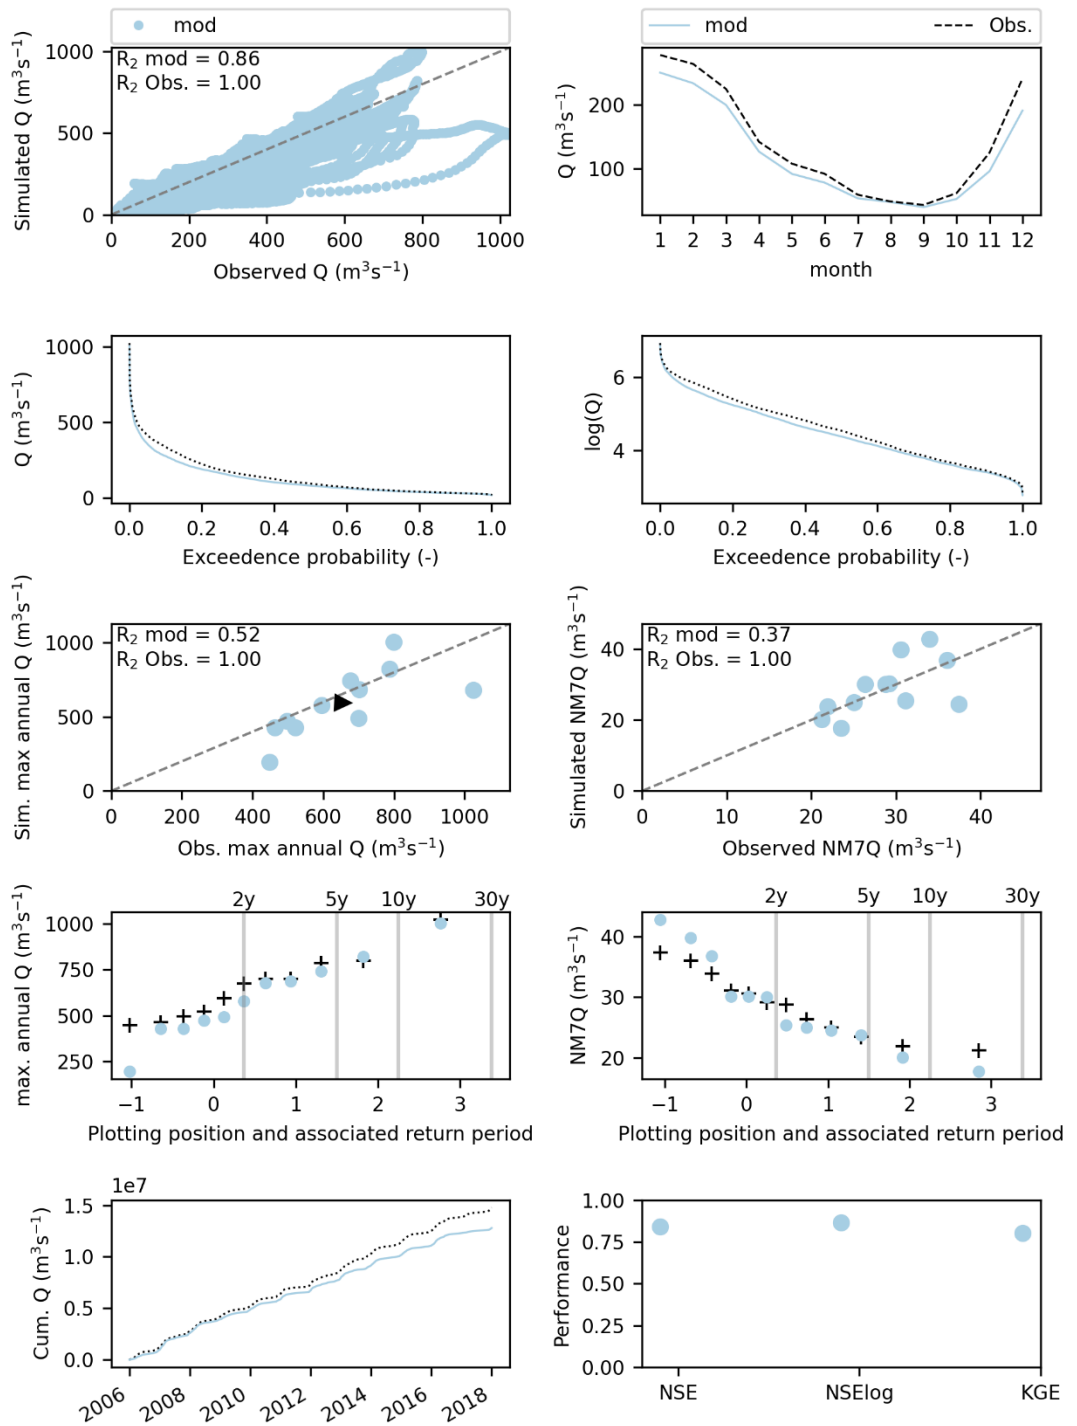 mod
mod Obs.
R₂ mod = 0.86
R₂ Obs. = 1.00
Simulated Q (m³s⁻¹)
1000
500
0
0 200 400 600 800 1000
Observed Q (m³s⁻¹)
Q (m³s⁻¹)
200
100
1 2 3 4 5 6 7 8 9 10 11 12
month
Q (m³s⁻¹)
1000
500
0
0.0 0.2 0.4 0.6 0.8 1.0
Exceedence probability (-)
log(Q)
6
4
0.0 0.2 0.4 0.6 0.8 1.0
Exceedence probability (-)
R₂ mod = 0.52
R₂ Obs. = 1.00
Sim. max annual Q (m³s⁻¹)
1000
500
0
0 200 400 600 800 1000
Obs. max annual Q (m³s⁻¹)
R₂ mod = 0.37
R₂ Obs. = 1.00
Simulated NM7Q (m³s⁻¹)
40
20
0
0 10 20 30 40
Observed NM7Q (m³s⁻¹)
2y 5y 10y 30y
max. annual Q (m³s⁻¹)
1000
750
500
250
−1 0 1 2 3
Plotting position and associated return period
2y 5y 10y 30y
NM7Q (m³s⁻¹)
40
30
20
−1 0 1 2 3
Plotting position and associated return period
1e7
Cum. Q (m³s⁻¹)
1.5
1.0
0.5
0.0
2006 2008 2010 2012 2014 2016 2018
Performance
1.00
0.75
0.50
0.25
0.00
NSE NSElog KGE